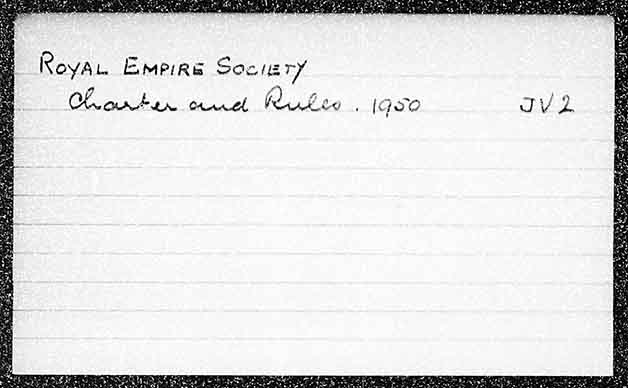 ROYAL EMPIRE SOCIETY
Charter and Rules. 1950 JV2